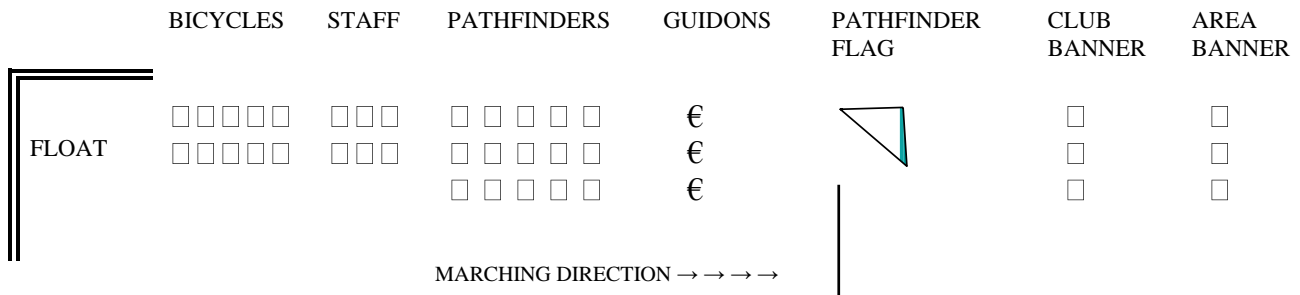 BICYCLES STAFF PATHFINDERS GUIDONS PATHFINDER FLAG CLUB BANNER AREA BANNER
□ □ □ □ □ □ □ □ □ □ □ □ □ € □ □
FLOAT □ □ □ □ □ □ □ □ □ □ □ □ □ € □ □
□ □ □ □ □ € □ □
MARCHING DIRECTION → → → →